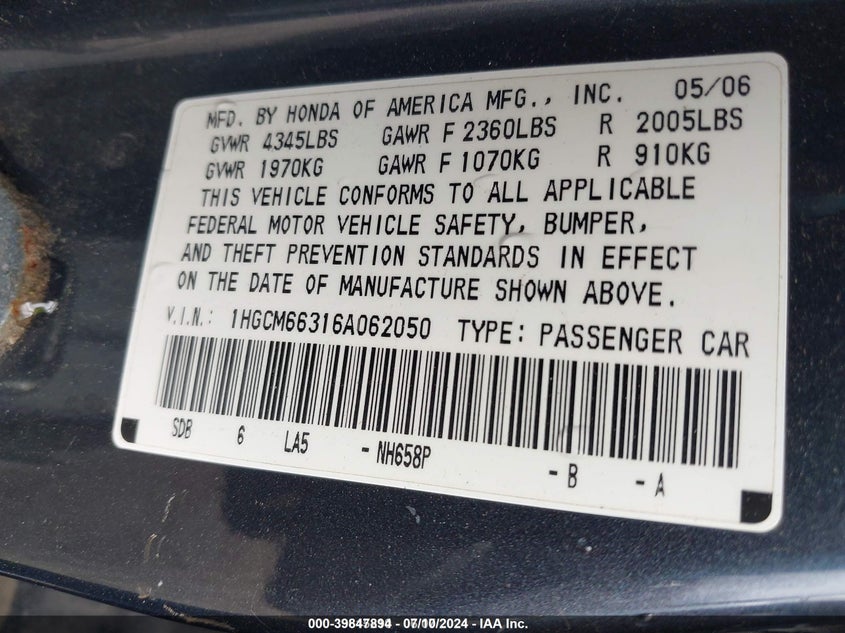 MFD. BY HONDA OF AMERICA MFG., INC. 05/06
GVWR 4345LBS GAWR F 2360LBS R 2005LBS
GVWR 1970KG GAWR F 1070KG R 910KG
THIS VEHICLE CONFORMS TO ALL APPLICABLE
FEDERAL MOTOR VEHICLE SAFETY, BUMPER,
AND THEFT PREVENTION STANDARDS IN EFFECT
ON THE DATE OF MANUFACTURE SHOWN ABOVE.
V.I.N.: 1HGCM66316A062050 TYPE: PASSENGER CAR
SDB 6 LA5 -NH658P -B -A
000-39847894 - 07/10/2024 - IAA Inc.